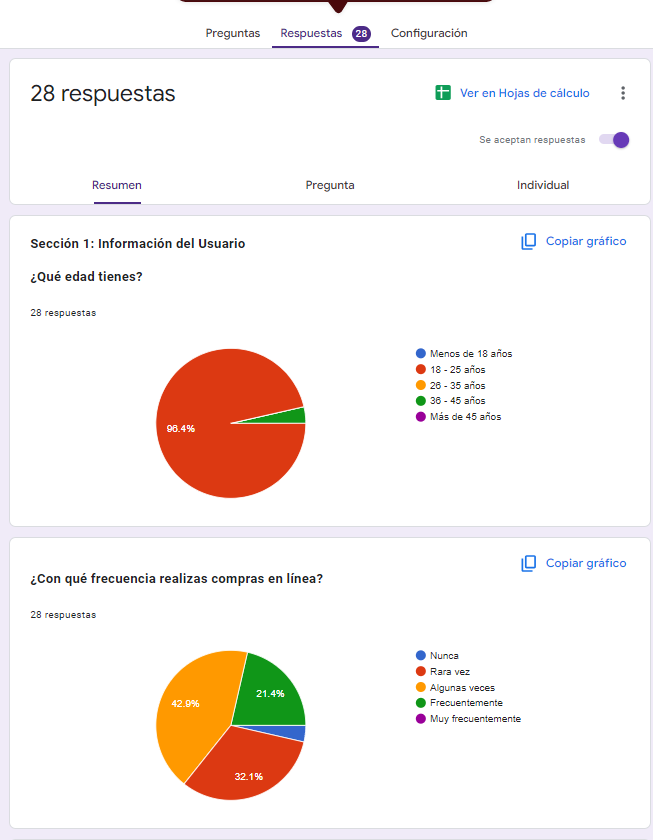 Preguntas Respuestas 28 Configuración
28 respuestas
Ver en Hojas de cálculo
Se aceptan respuestas
Resumen Pregunta Individual
Sección 1: Información del Usuario
Copiar gráfico
¿Qué edad tienes?
28 respuestas
96.4%
Menos de 18 años
18 - 25 años
26 - 35 años
36 - 45 años
Más de 45 años
Copiar gráfico
¿Con qué frecuencia realizas compras en línea?
28 respuestas
42.9%
21.4%
32.1%
Nunca
Rara vez
Algunas veces
Frecuentemente
Muy frecuentemente